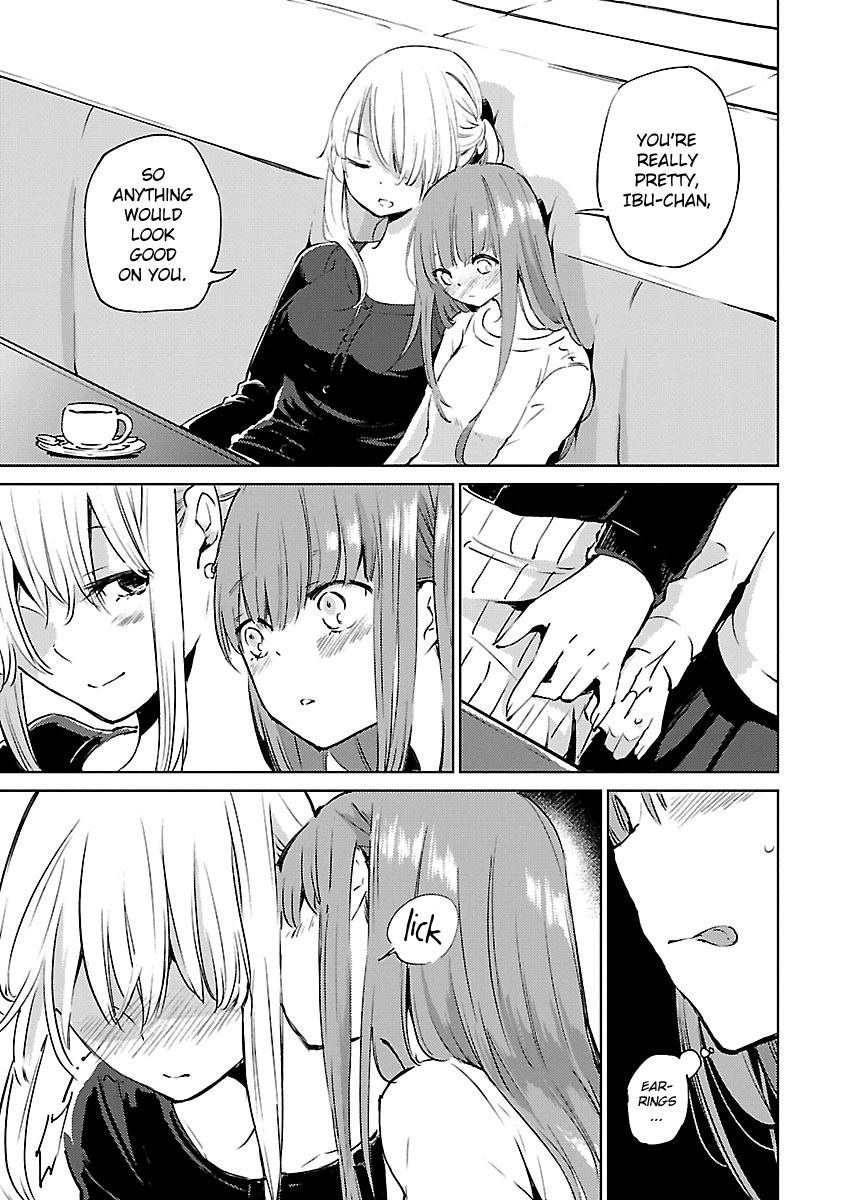 YOU'RE
REALLY
PRETTY,
IBU-CHAN,
SO
ANYTHING
WOULD
LOOK
GOOD
ON YOU.
EAR-
RINGS
...
lick